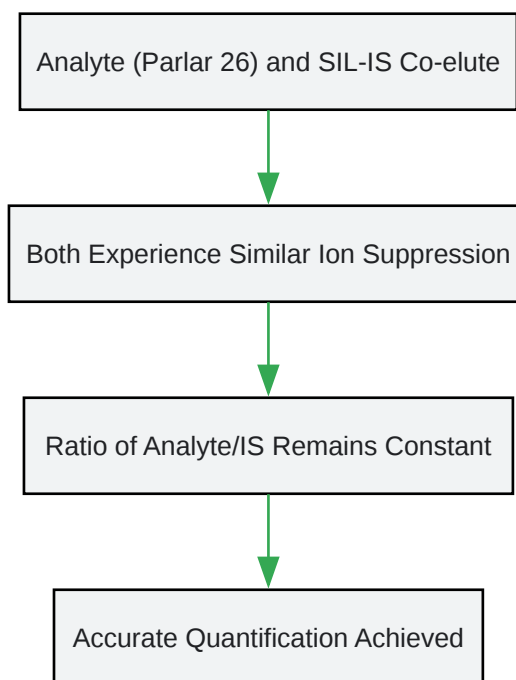 Analyte (Parlar 26) and SIL-IS Co-elute
Both Experience Similar Ion Suppression
Ratio of Analyte/IS Remains Constant
Accurate Quantification Achieved